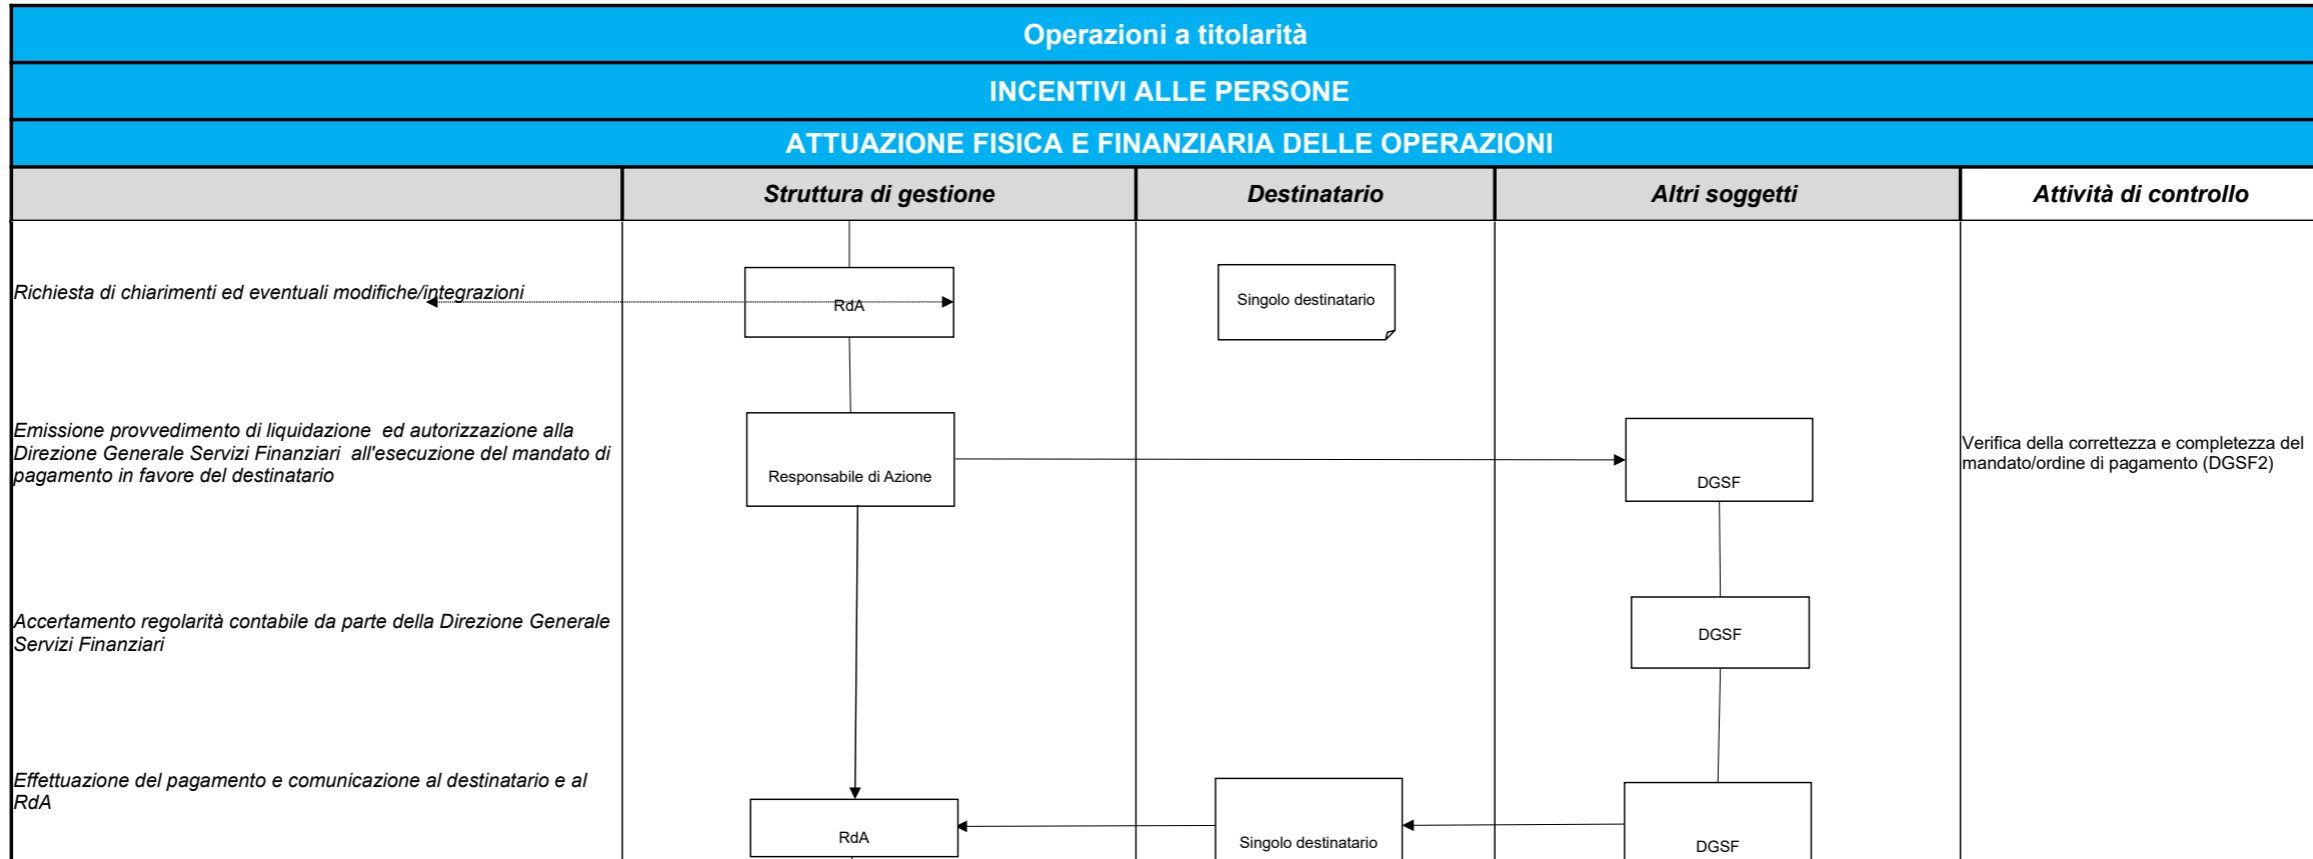 Operazioni a titolarità
INCENTIVI ALLE PERSONE
ATTUAZIONE FISICA E FINANZIARIA DELLE OPERAZIONI
Struttura di gestione
Destinatario
Altri soggetti
Attività di controllo
Richiesta di chiarimenti ed eventuali modifiche/integrazioni
RdA
Singolo destinatario
Emissione provvedimento di liquidazione ed autorizzazione alla
Direzione Generale Servizi Finanziari all'esecuzione del mandato di
pagamento in favore del destinatario
Responsabile di Azione
DGSF
Verifica della correttezza e completezza del
mandato/ordine di pagamento (DGSF2)
Accertamento regolarità contabile da parte della Direzione Generale
Servizi Finanziari
DGSF
Effettuazione del pagamento e comunicazione al destinatario e al
RdA
RdA
Singolo destinatario
DGSF